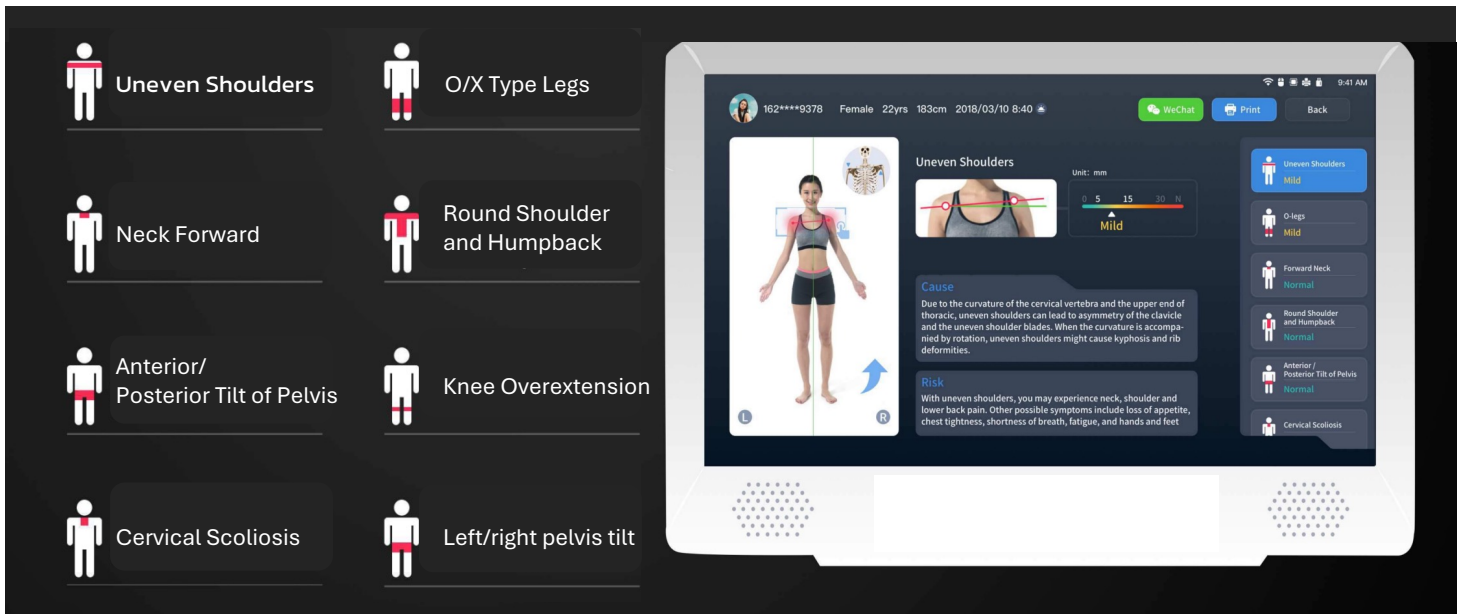 Uneven Shoulders
O/X Type Legs
Neck Forward
Round Shoulder
and Humpback
Anterior/
Posterior Tilt of Pelvis
Knee Overextension
Cervical Scoliosis
Left/right pelvis tilt
9:41 AM
162****9378 Female 22yrs 183cm 2018/03/10 8:40
WeChat
Print
Back
L
R
Uneven Shoulders
Unit: mm
0 5 15 30 N
Mild
Cause
Due to the curvature of the cervical vertebra and the upper end of
thoracic, uneven shoulders can lead to asymmetry of the clavicle
and the uneven shoulder blades. When the curvature is accompa-
nied by rotation, uneven shoulders might cause kyphosis and rib
deformities.
Risk
With uneven shoulders, you may experience neck, shoulder and
lower back pain. Other possible symptoms include loss of appetite,
chest tightness, shortness of breath, fatigue, and hands and feet
Uneven Shoulders
Mild
O-legs
Mild
Forward Neck
Normal
Round Shoulder
and Humpback
Normal
Anterior /
Posterior Tilt of Pelvis
Normal
Cervical Scoliosis